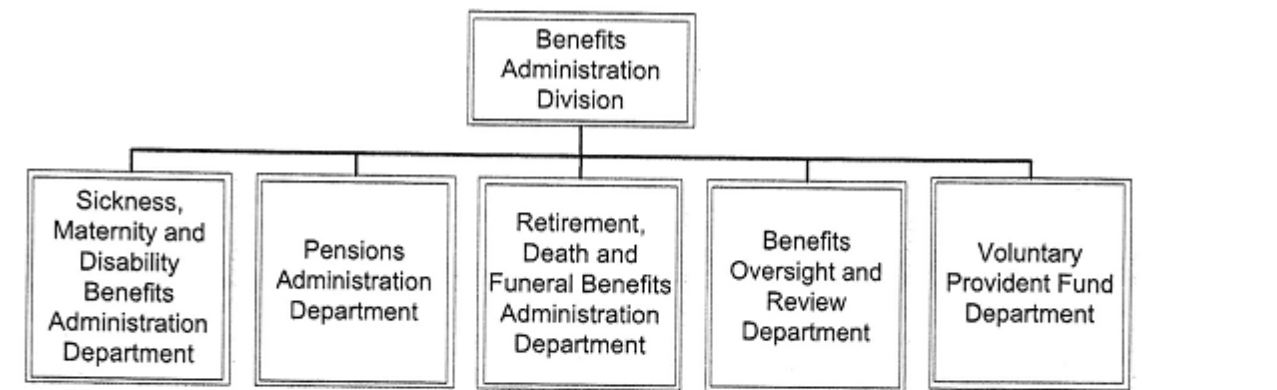 Benefits
Administration
Division
Sickness,
Maternity and
Disability
Benefits
Administration
Department
Pensions
Administration
Department
Retirement,
Death and
Funeral Benefits
Administration
Department
Benefits
Oversight and
Review
Department
Voluntary
Provident Fund
Department